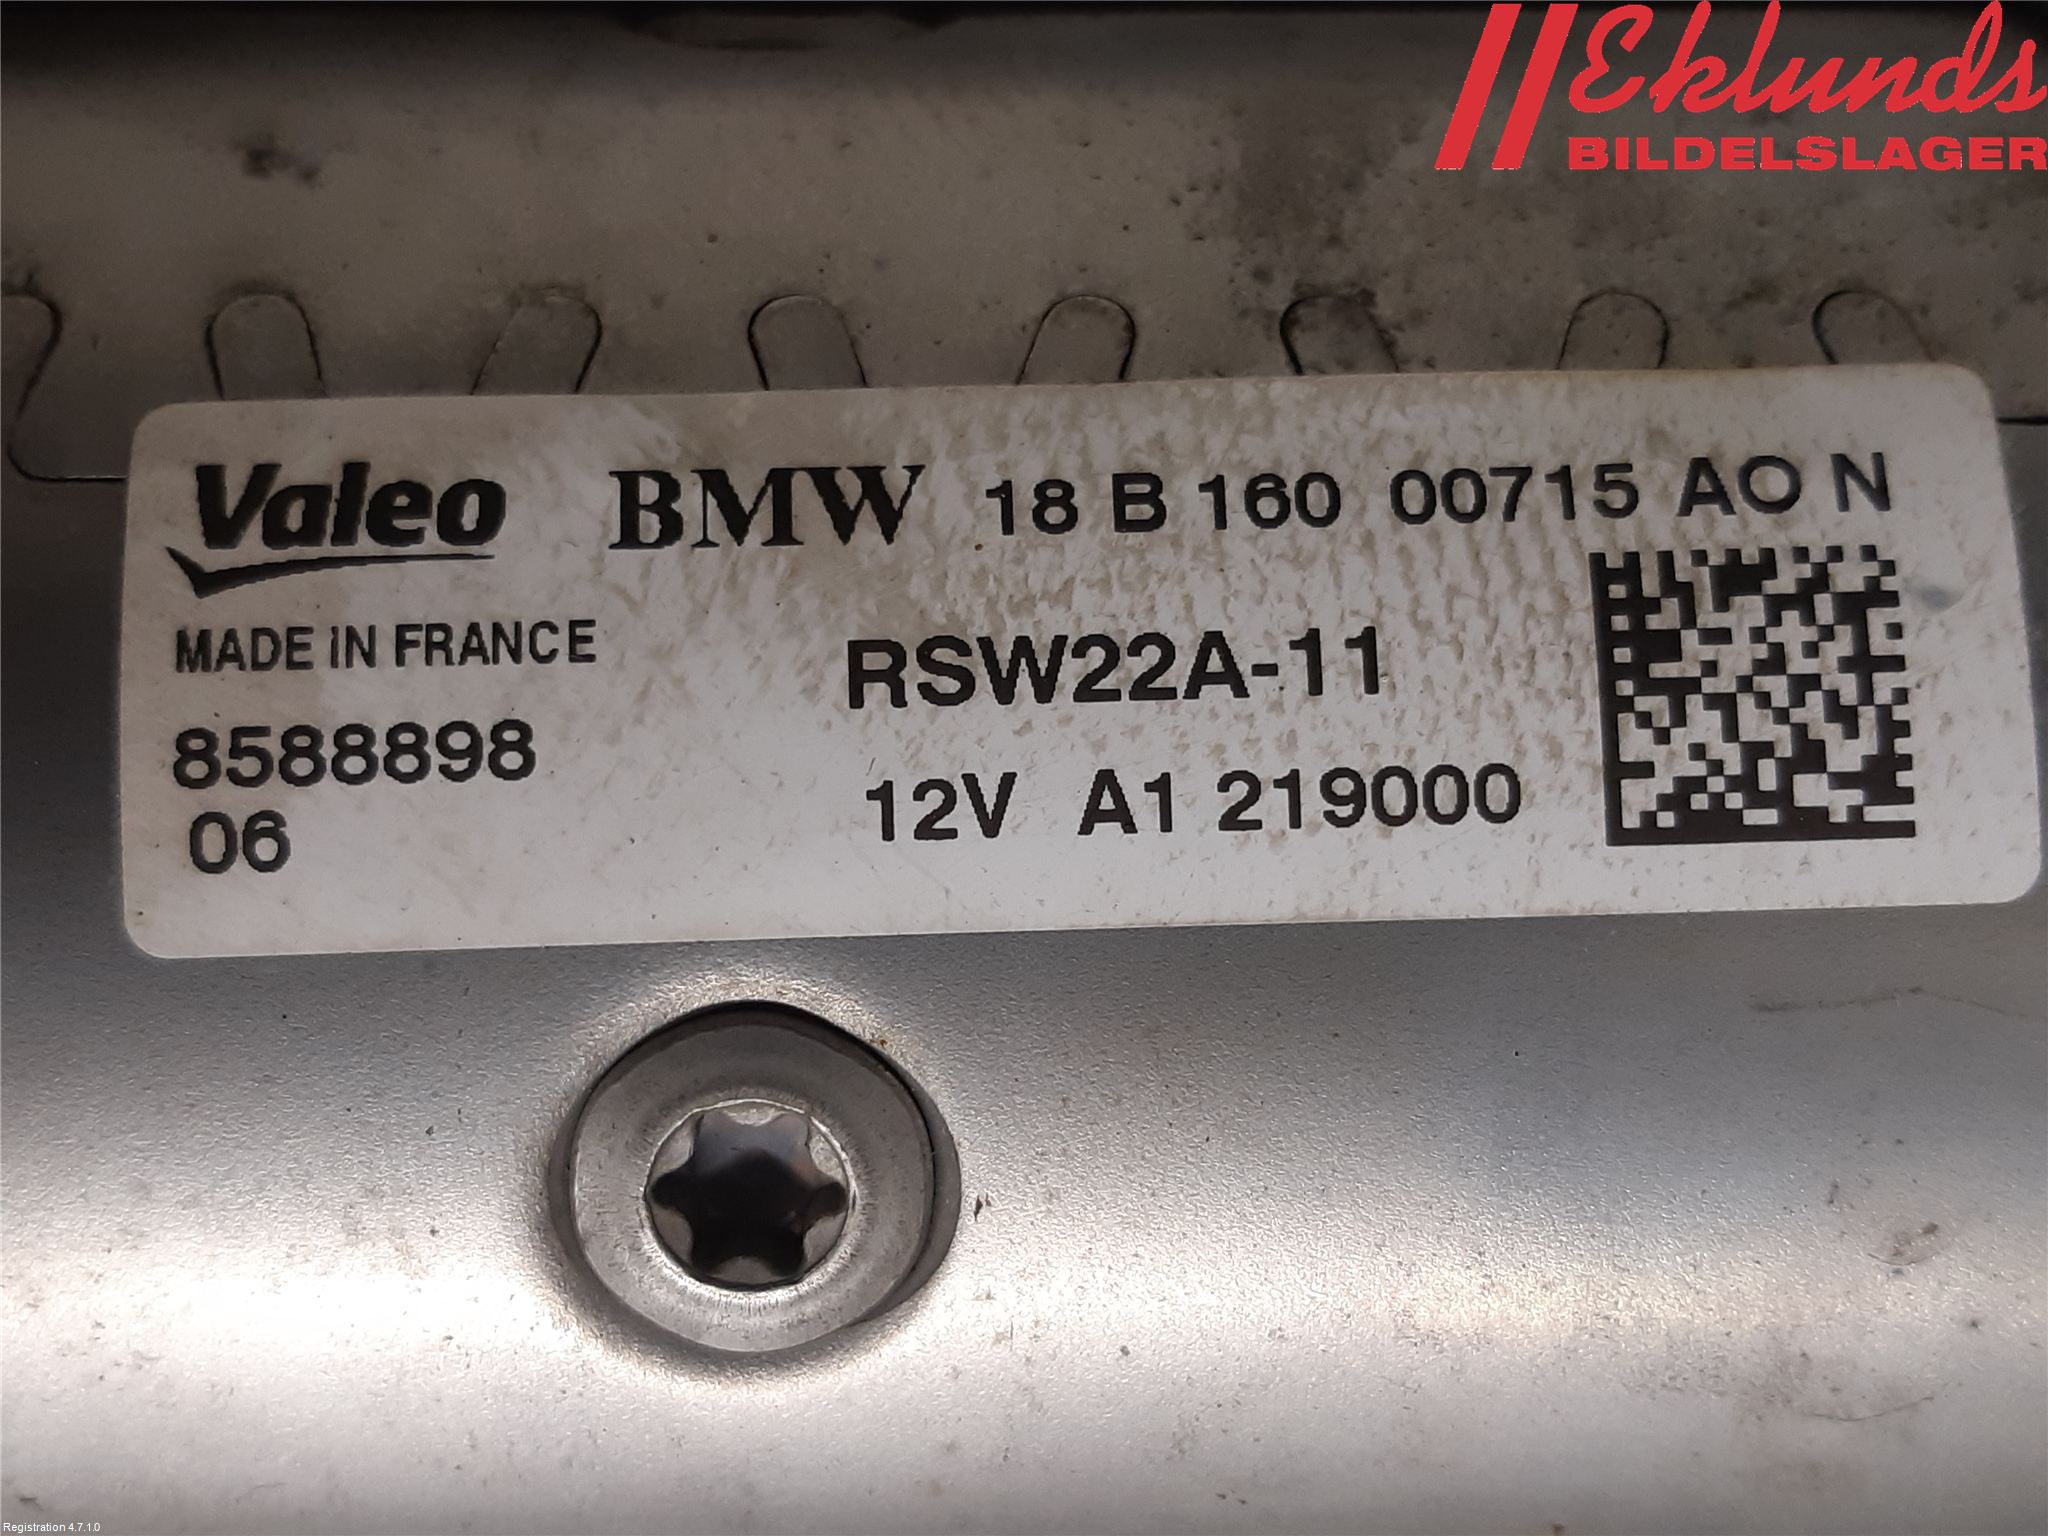 Eklunds
BILDELSLAGER
Valeo BMW 18 B 160 00715 AO N
MADE IN FRANCE
RSW22A-11
8588898
12V A1 219000
06
Registration 4.7.1.0